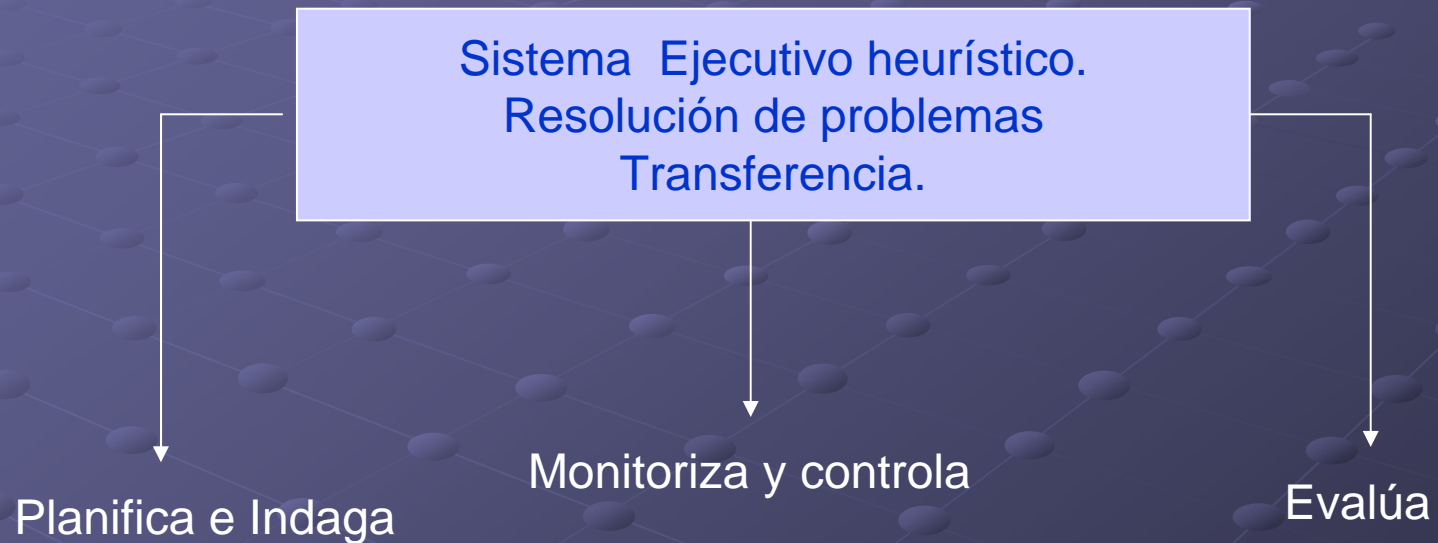 Sistema Ejecutivo heurístico.
Resolución de problemas
Transferencia.
Planifica e Indaga
Monitoriza y controla
Evalúa